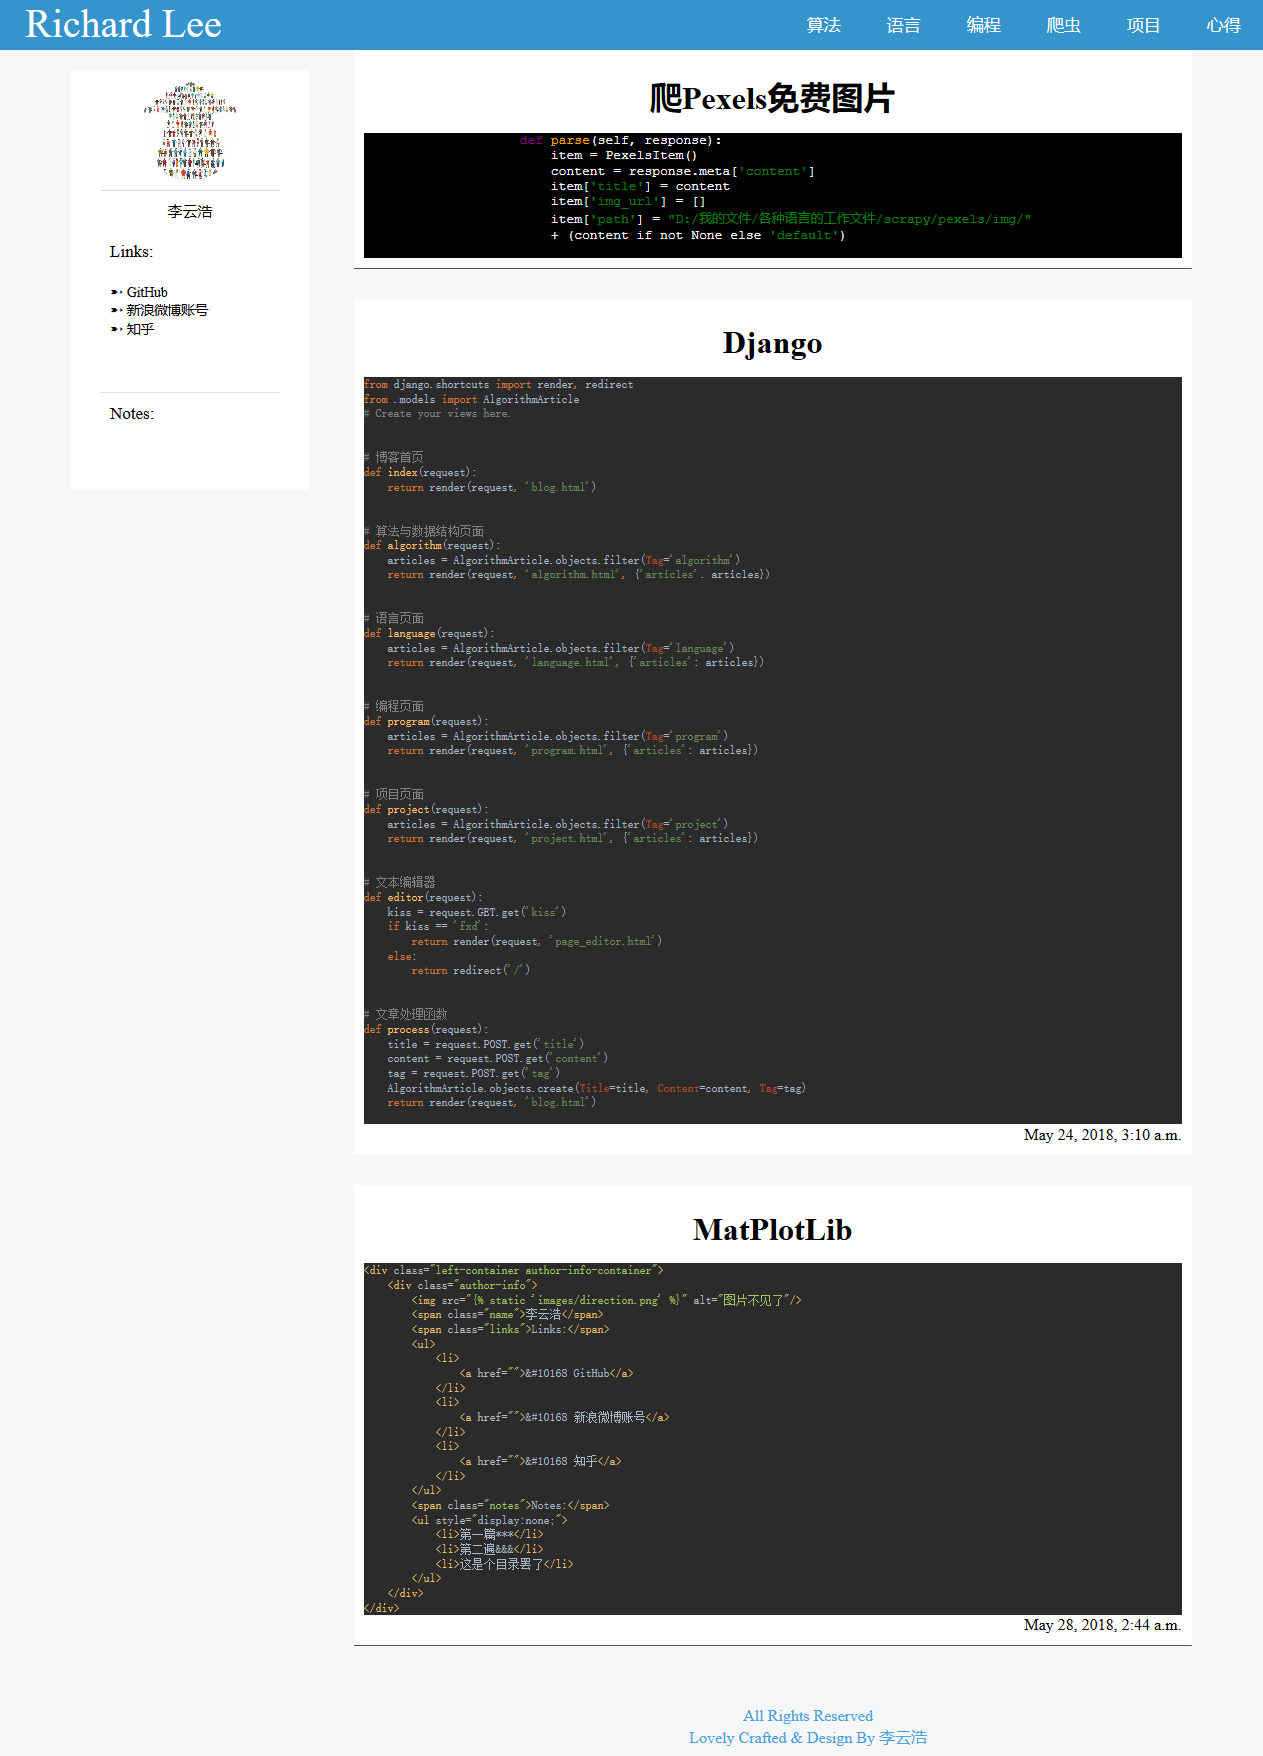 Richard Lee
算法 语言 编程 爬虫 项目 心得
李云浩
Links:
➸ GitHub
➸ 新浪微博账号
➸ 知乎
Notes:
爬Pexels免费图片
def parse(self, response):
    item = PexelsItem()
    content = response.meta['content']
    item['title'] = content
    item['img_url'] = []
    item['path'] = "D:/我的文件/各种语言的工作文件/scrapy/pexels/img/"
    + (content if not None else 'default')
Django
from django.shortcuts import render, redirect
from .models import AlgorithmArticle
# Create your views here.
# 博客首页
def index(request):
    return render(request, 'blog.html')
# 算法与数据结构页面
def algorithm(request):
    articles = AlgorithmArticle.objects.filter(Tag='algorithm')
    return render(request, 'algorithm.html', {'articles': articles})
# 语言页面
def language(request):
    articles = AlgorithmArticle.objects.filter(Tag='language')
    return render(request, 'language.html', {'articles': articles})
# 编程页面
def program(request):
    articles = AlgorithmArticle.objects.filter(Tag='program')
    return render(request, 'program.html', {'articles': articles})
# 项目页面
def project(request):
    articles = AlgorithmArticle.objects.filter(Tag='project')
    return render(request, 'project.html', {'articles': articles})
# 文本编辑器
def editor(request):
    kiss = request.GET.get('kiss')
    if kiss == 'fxd':
        return render(request, 'page_editor.html')
    else:
        return redirect('/')
# 文章处理函数
def process(request):
    title = request.POST.get('title')
    content = request.POST.get('content')
    tag = request.POST.get('tag')
    AlgorithmArticle.objects.create(Title=title, Content=content, Tag=tag)
    return render(request, 'blog.html')
May 24, 2018, 3:10 a.m.
MatPlotLib
<div class="left-container author-info-container">
    <div class="author-info">
        <img src="{% static 'images/direction.png' %}" alt="图片不见了"/>
        <span class="name">李云浩</span>
        <span class="links">Links:</span>
        <ul>
            <li>
                <a href="">&#10168 GitHub</a>
            </li>
            <li>
                <a href="">&#10168 新浪微博账号</a>
            </li>
            <li>
                <a href="">&#10168 知乎</a>
            </li>
        </ul>
        <span class="notes">Notes:</span>
        <ul style="display:none;">
            <li>第一篇***</li>
            <li>第二遍&&&</li>
            <li>这是个目录罢了</li>
        </ul>
    </div>
</div>
May 28, 2018, 2:44 a.m.
All Rights Reserved
Lovely Crafted & Design By 李云浩